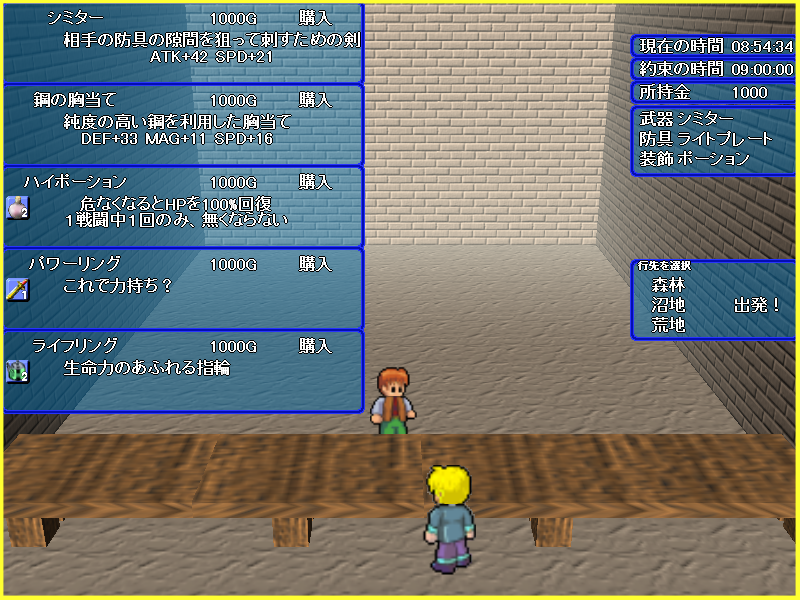 シミター 1000G 購入
相手の防具の隙間を狙って刺すための剣
ATK+42 SPD+21
鋼の胸当て 1000G 購入
純度の高い鋼を利用した胸当て
DEF+33 MAG+11 SPD+16
ハイポーション 1000G 購入
危なくなるとHPを100%回復
1戦闘中1回のみ、無くならない
2
パワーリング 1000G 購入
これで力持ち?
1
ライフリング 1000G 購入
生命力のあふれる指輪
2
現在の時間 08:54:34
約束の時間 09:00:00
所持金 1000
武器 シミター
防具 ライトプレート
装飾 ポーション
行先を選択
森林
沼地 出発!
荒地